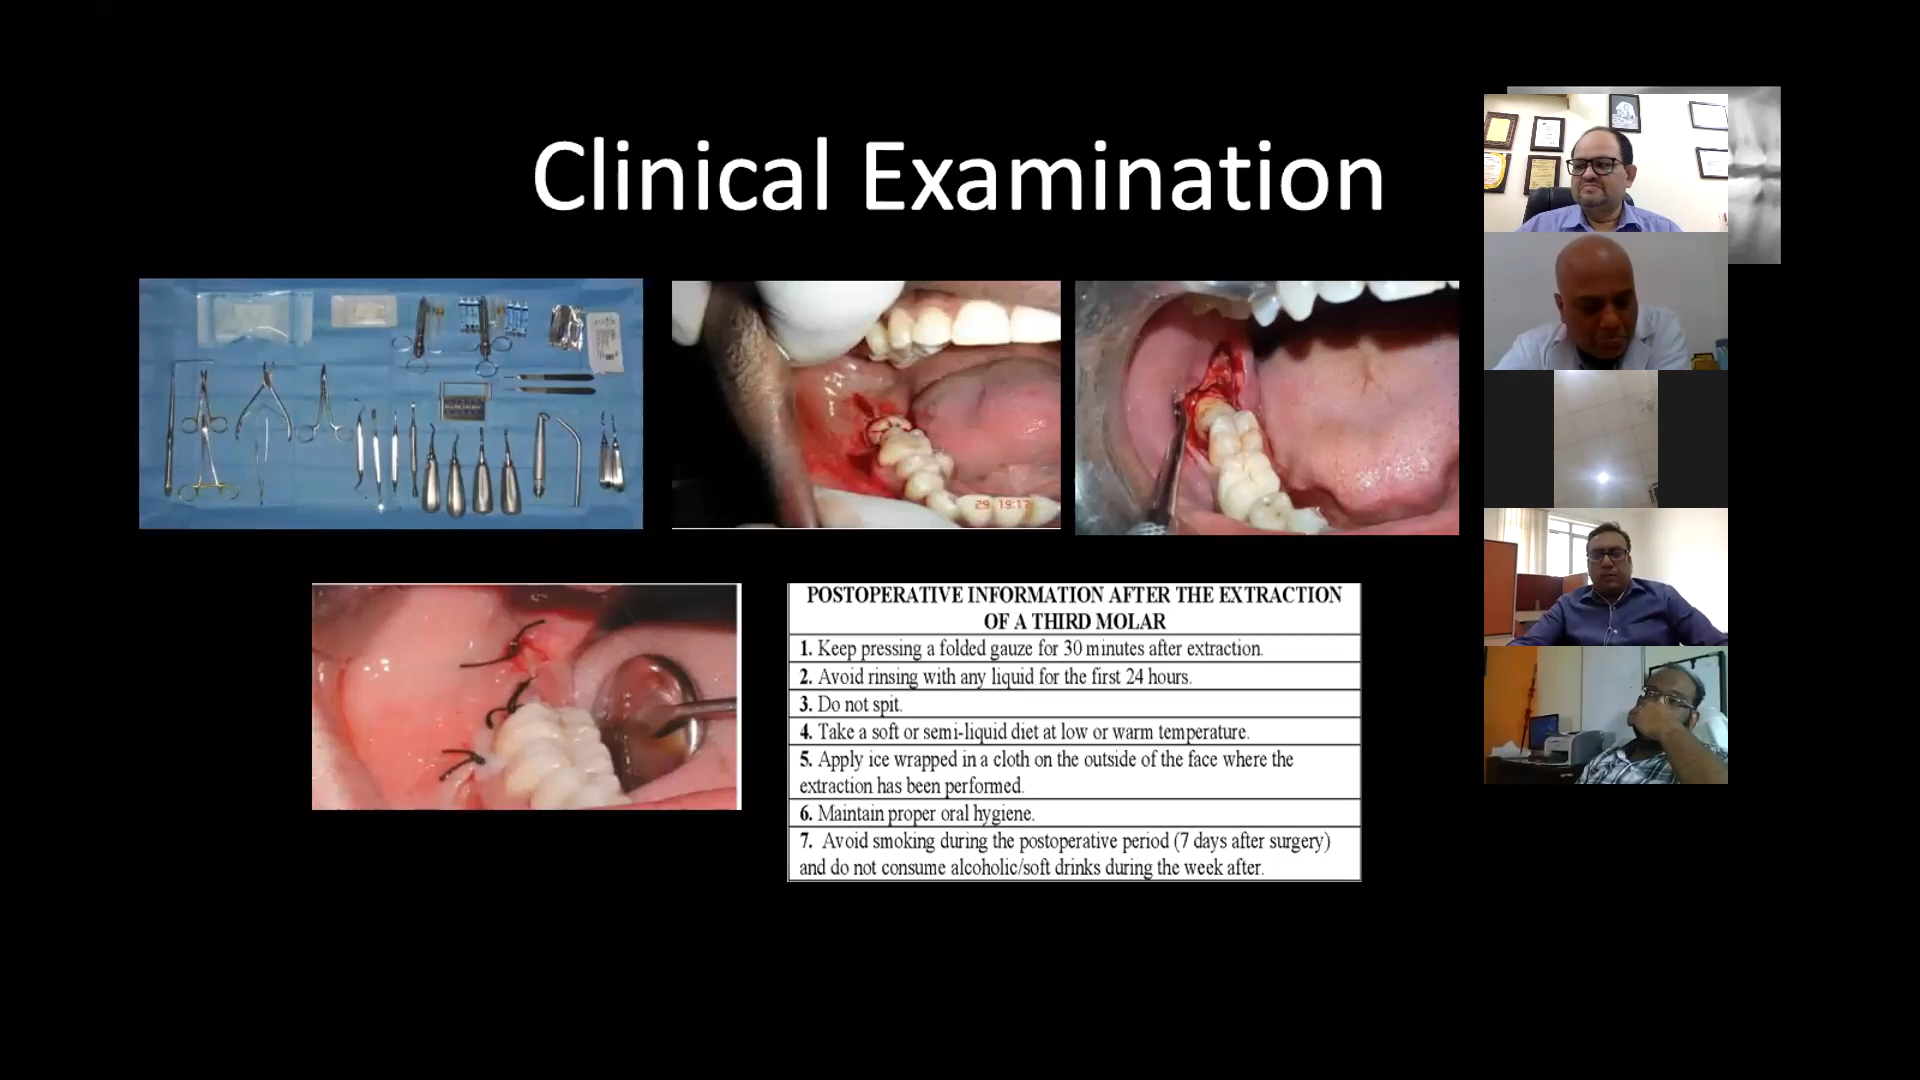 Clinical Examination
29 19:17
POSTOPERATIVE INFORMATION AFTER THE EXTRACTION
OF A THIRD MOLAR
1. Keep pressing a folded gauze for 30 minutes after extraction.
2. Avoid rinsing with any liquid for the first 24 hours.
3. Do not spit.
4. Take a soft or semi-liquid diet at low or warm temperature.
5. Apply ice wrapped in a cloth on the outside of the face where the
extraction has been performed.
6. Maintain proper oral hygiene.
7. Avoid smoking during the postoperative period (7 days after surgery)
and do not consume alcoholic/soft drinks during the week after.